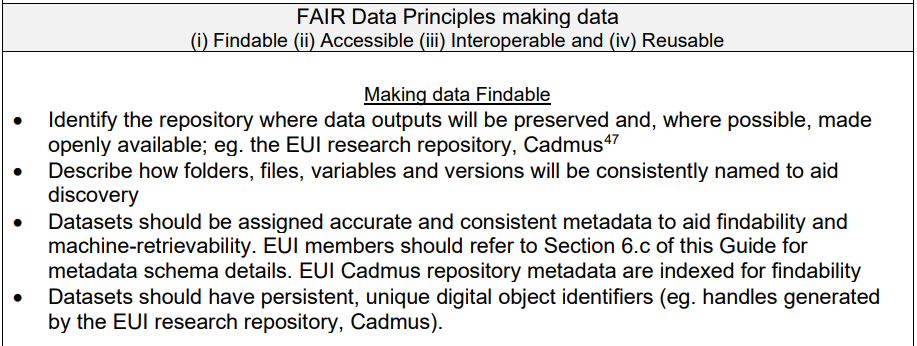 FAIR Data Principles making data
(i) Findable (ii) Accessible (iii) Interoperable and (iv) Reusable
Making data Findable
• Identify the repository where data outputs will be preserved and, where possible, made
openly available; eg. the EUI research repository, Cadmus⁴⁷
• Describe how folders, files, variables and versions will be consistently named to aid
discovery
• Datasets should be assigned accurate and consistent metadata to aid findability and
machine-retrievability. EUI members should refer to Section 6.c of this Guide for
metadata schema details. EUI Cadmus repository metadata are indexed for findability
• Datasets should have persistent, unique digital object identifiers (eg. handles generated
by the EUI research repository, Cadmus).